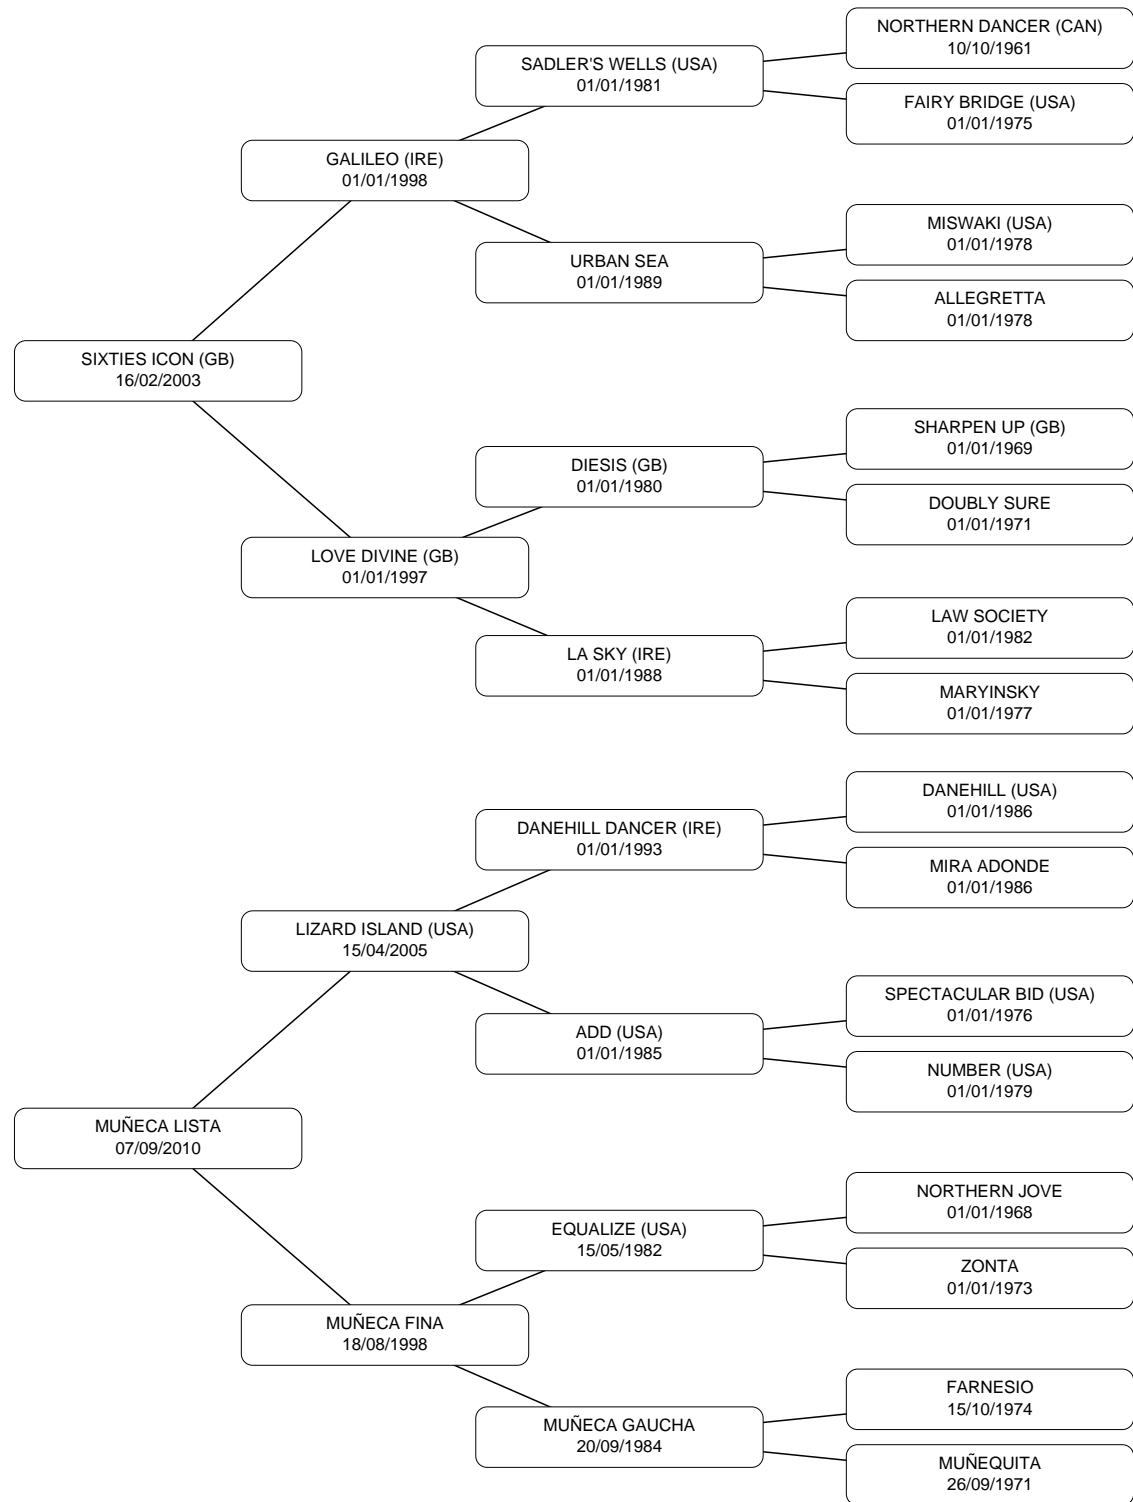 NORTHERN DANCER (CAN)
10/10/1961
SADLER'S WELLS (USA)
01/01/1981
FAIRY BRIDGE (USA)
01/01/1975
GALILEO (IRE)
01/01/1998
MISWAKI (USA)
01/01/1978
URBAN SEA
01/01/1989
ALLEGRETTA
01/01/1978
SIXTIES ICON (GB)
16/02/2003
SHARPEN UP (GB)
01/01/1969
DIESIS (GB)
01/01/1980
DOUBLY SURE
01/01/1971
LOVE DIVINE (GB)
01/01/1997
LAW SOCIETY
01/01/1982
LA SKY (IRE)
01/01/1988
MARYINSKY
01/01/1977
DANEHILL (USA)
01/01/1986
DANEHILL DANCER (IRE)
01/01/1993
MIRA ADONDE
01/01/1986
LIZARD ISLAND (USA)
15/04/2005
SPECTACULAR BID (USA)
01/01/1976
ADD (USA)
01/01/1985
NUMBER (USA)
01/01/1979
MUÑECA LISTA
07/09/2010
NORTHERN JOVE
01/01/1968
EQUALIZE (USA)
15/05/1982
ZONTA
01/01/1973
MUÑECA FINA
18/08/1998
FARNESIO
15/10/1974
MUÑECA GAUCHA
20/09/1984
MUÑEQUITA
26/09/1971